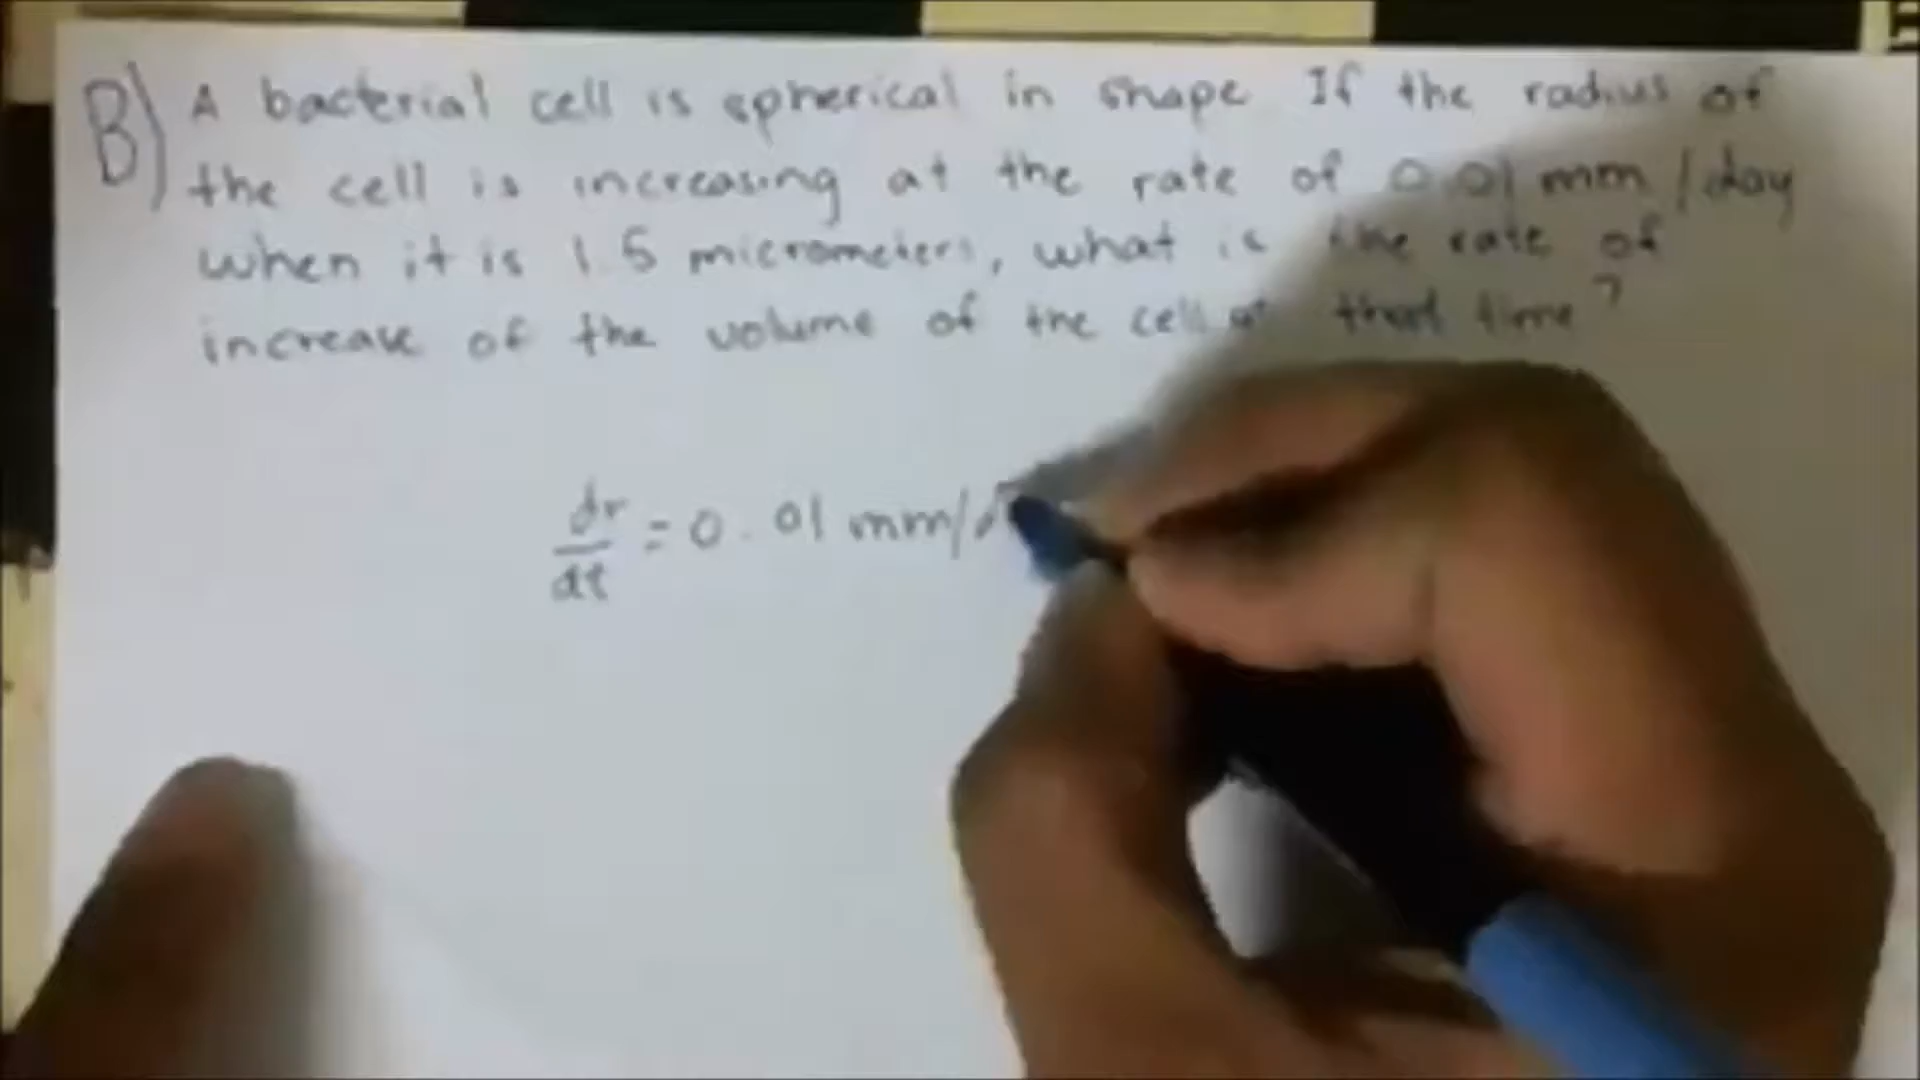 B) A bacterial cell is spherical in shape If the radius of
the cell is increasing at the rate of 0.01 mm/day
when it is 1.5 micrometers, what is the rate of
increase of the volume of the cell at that time?
dr
dt
= 0.01 mm/d